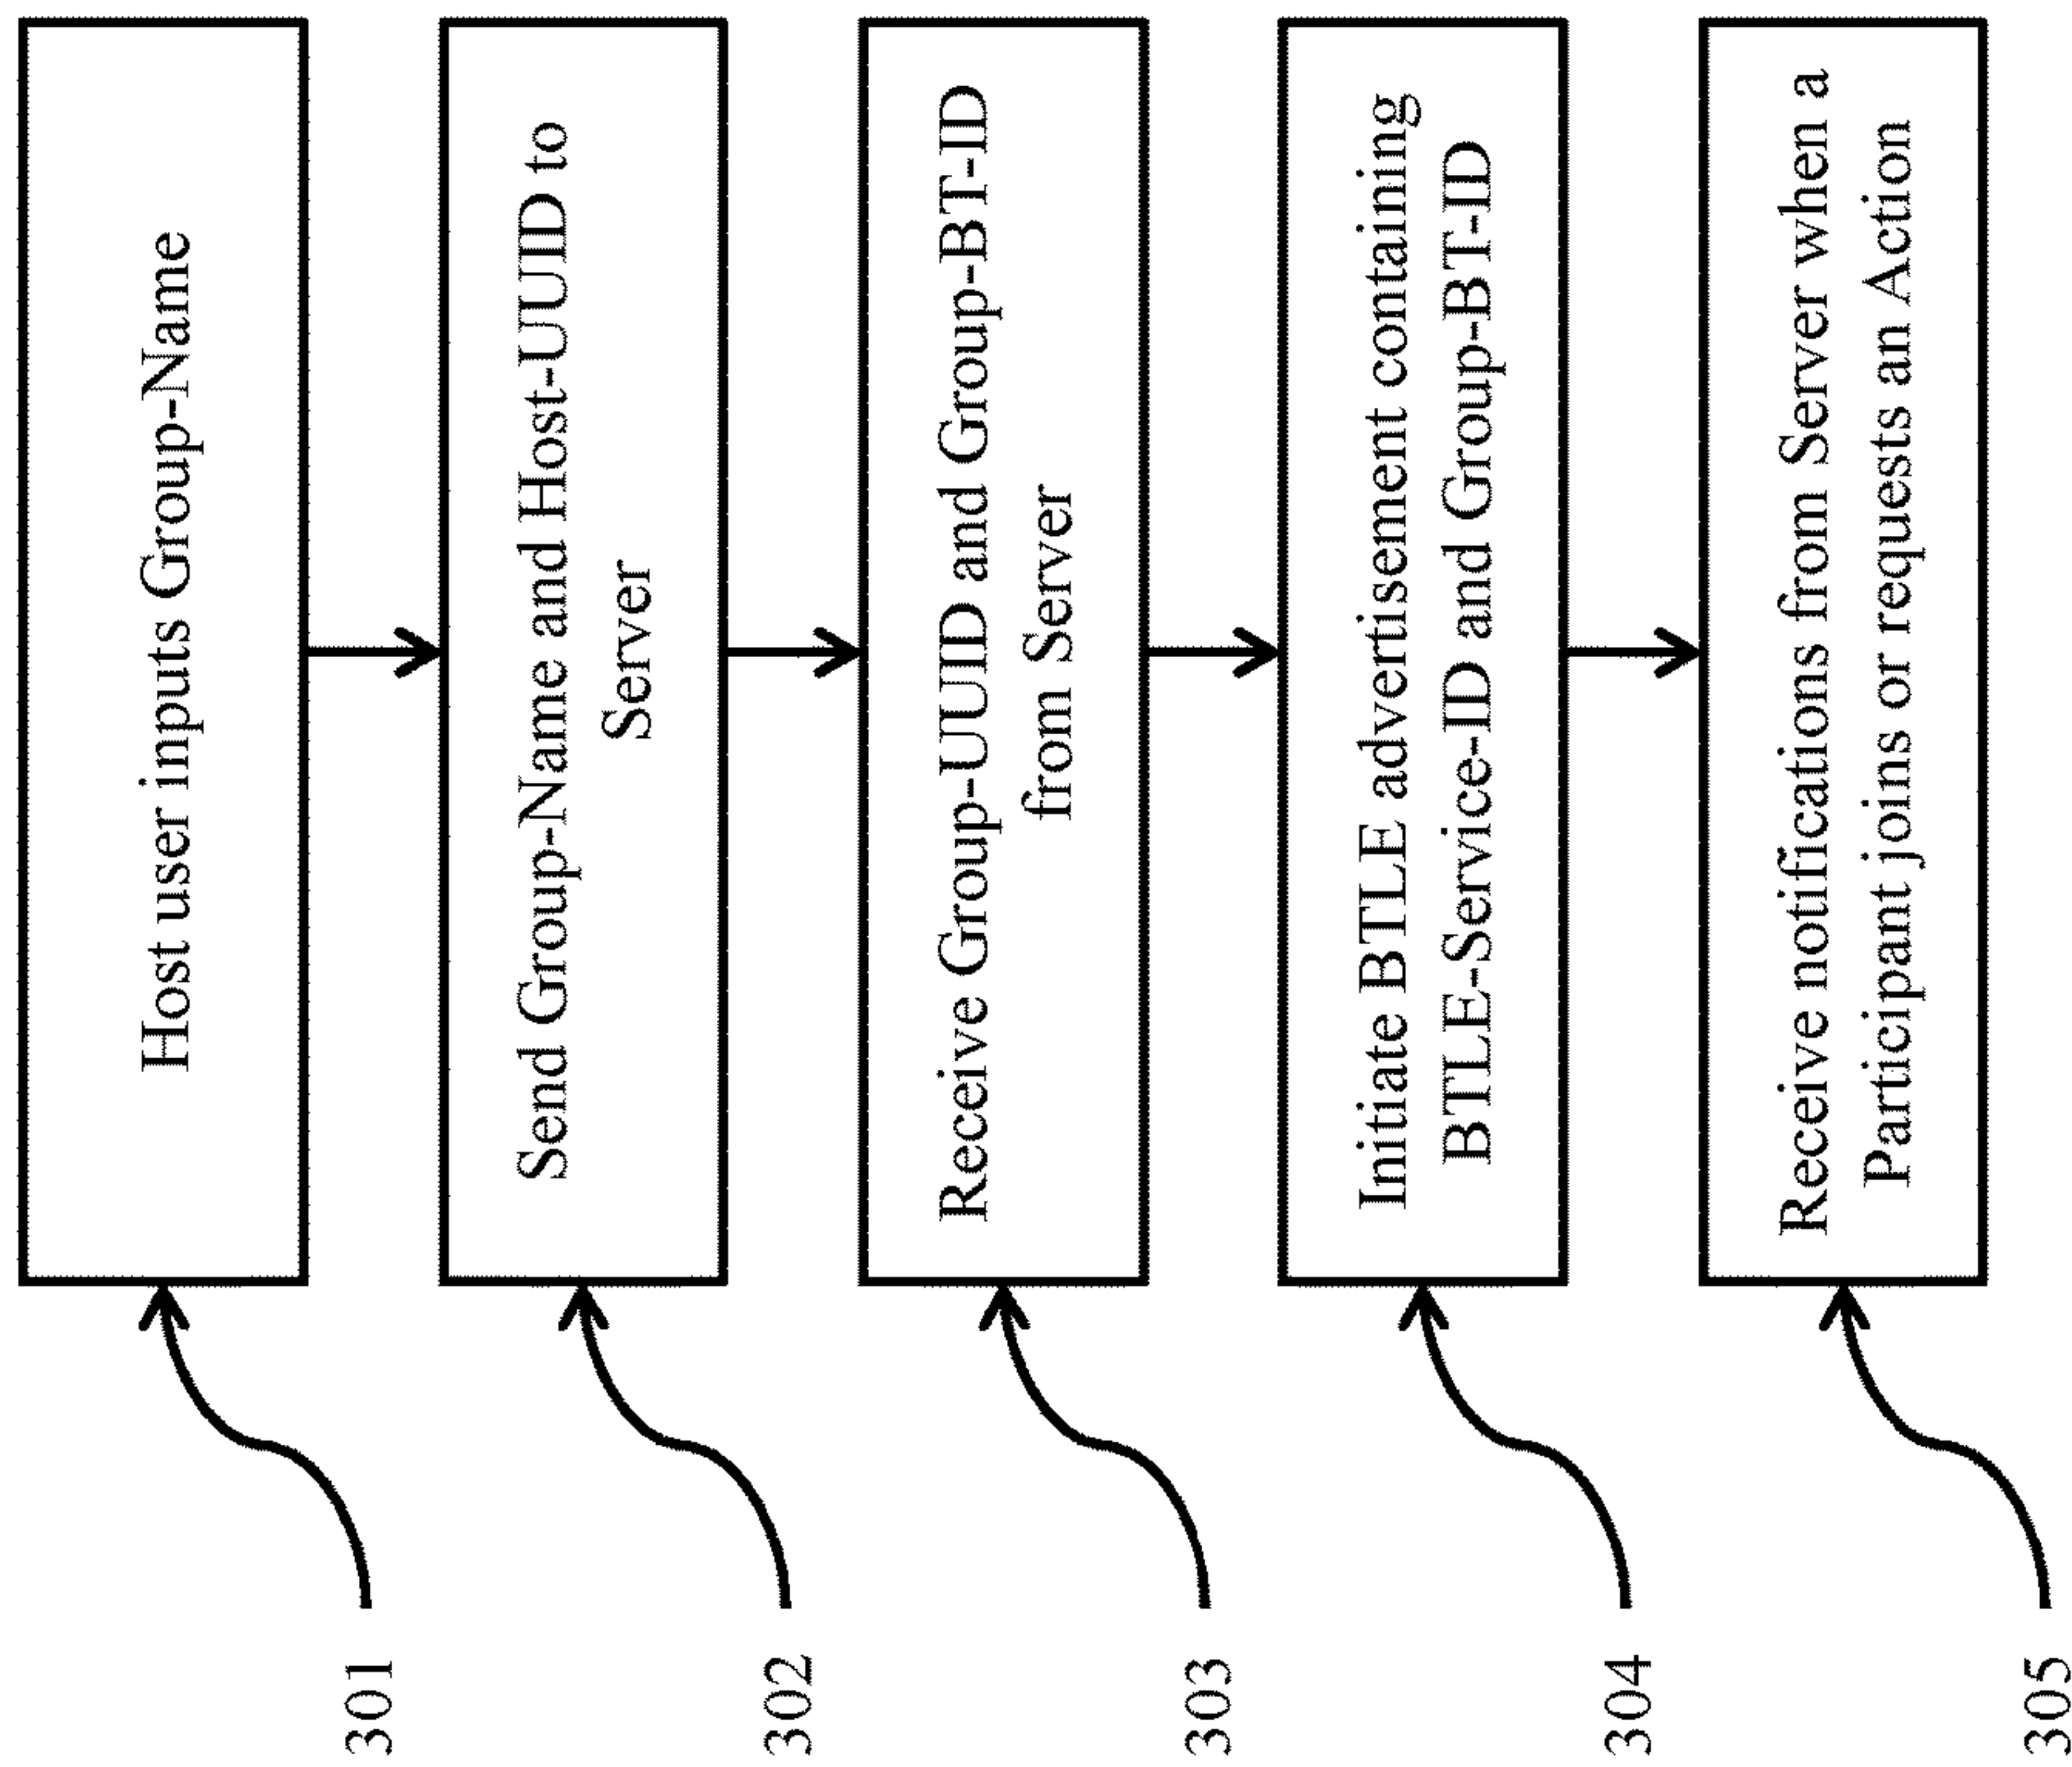 Host user inputs Group-Name
301
Send Group-Name and Host-UUID to
Server
302
Receive Group-UUID and Group-BT-ID
from Server
303
Initiate BTLE advertisement containing
BTLE-Service-ID and Group-BT-ID
304
Receive notifications from Server when a
Participant joins or requests an Action
305